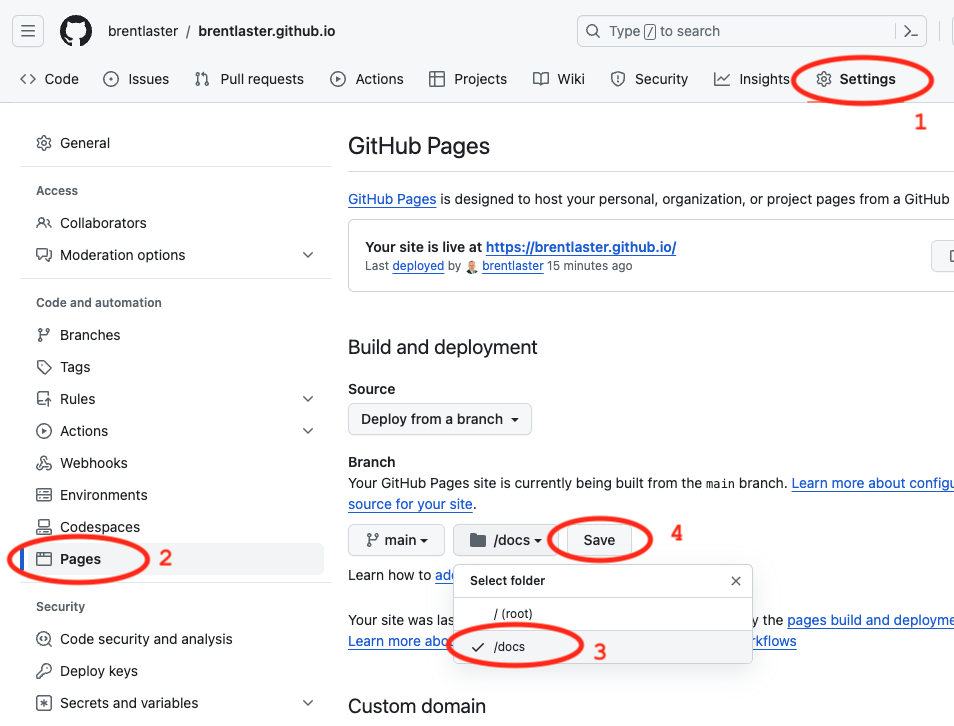 brentlaster / brentlaster.github.io
Type / to search
Code Issues Pull requests Actions Projects Wiki Security Insights Settings
1
General
Access
Collaborators
Moderation options
Code and automation
Branches
Tags
Rules
Actions
Webhooks
Environments
Codespaces
Pages
2
Security
Code security and analysis
Deploy keys
Secrets and variables
GitHub Pages
GitHub Pages is designed to host your personal, organization, or project pages from a GitHub
Your site is live at https://brentlaster.github.io/
Last deployed by brentlaster 15 minutes ago
Build and deployment
Source
Deploy from a branch
Branch
Your GitHub Pages site is currently being built from the main branch. Learn more about configu
source for your site.
main /docs Save
4
Learn how to
Select folder
/ (root)
/docs
3
Your site was y the pages build and deployme
Learn more rkflows
Custom domain